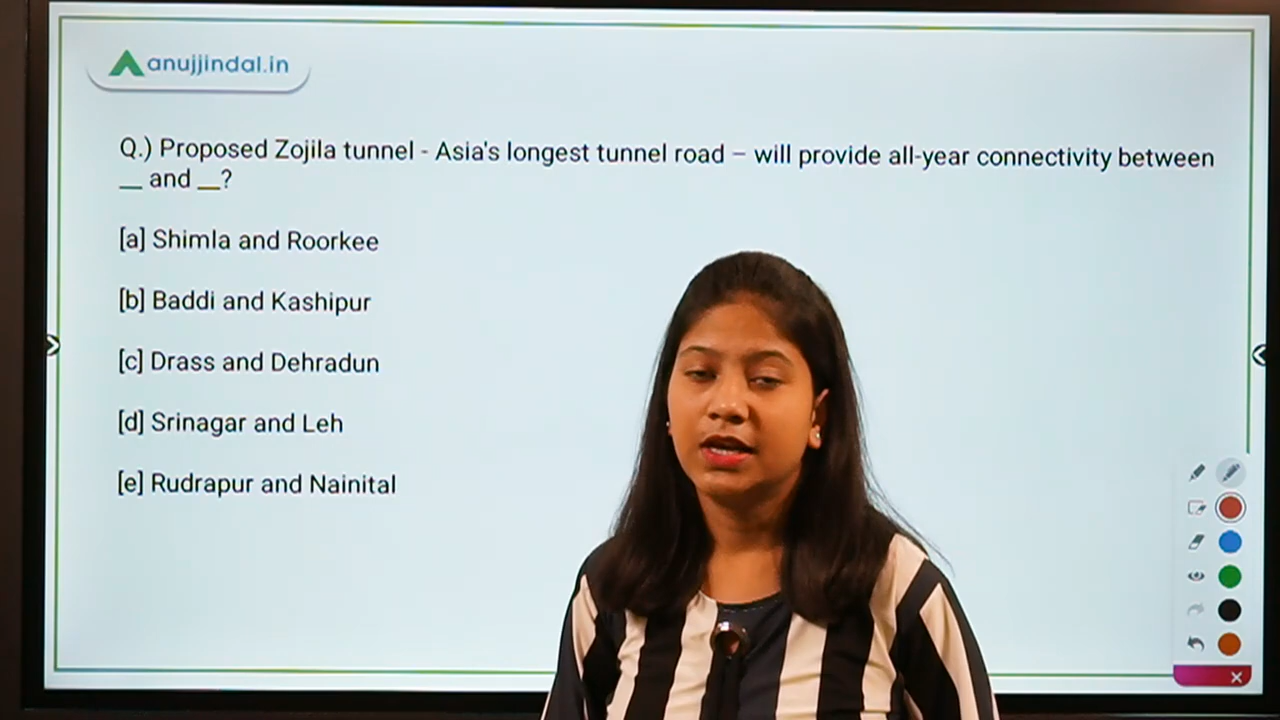 anujjindal.in
Q.) Proposed Zojila tunnel - Asia's longest tunnel road – will provide all-year connectivity between
__ and __?
[a] Shimla and Roorkee
[b] Baddi and Kashipur
[c] Drass and Dehradun
[d] Srinagar and Leh
[e] Rudrapur and Nainital